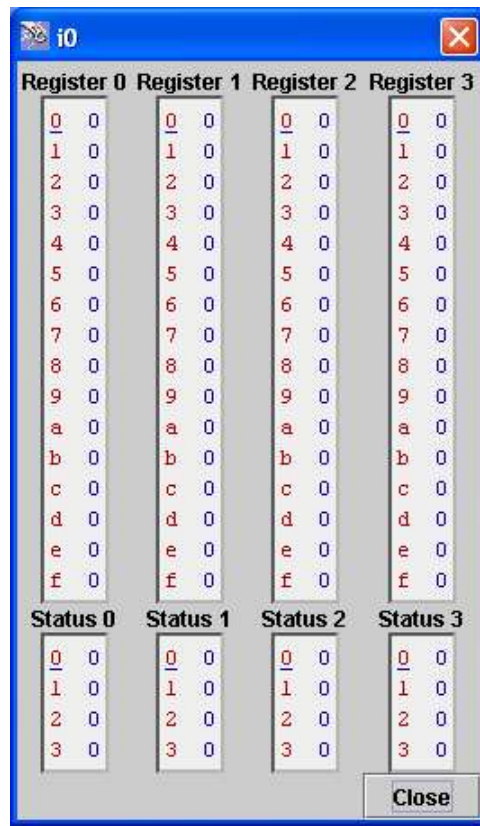 i0
Register 0 Register 1 Register 2 Register 3
0 0 0 0 0 0 0 0
1 0 1 0 1 0 1 0
2 0 2 0 2 0 2 0
3 0 3 0 3 0 3 0
4 0 4 0 4 0 4 0
5 0 5 0 5 0 5 0
6 0 6 0 6 0 6 0
7 0 7 0 7 0 7 0
8 0 8 0 8 0 8 0
9 0 9 0 9 0 9 0
a 0 a 0 a 0 a 0
b 0 b 0 b 0 b 0
c 0 c 0 c 0 c 0
d 0 d 0 d 0 d 0
e 0 e 0 e 0 e 0
f 0 f 0 f 0 f 0
Status 0 Status 1 Status 2 Status 3
0 0 0 0 0 0 0 0
1 0 1 0 1 0 1 0
2 0 2 0 2 0 2 0
3 0 3 0 3 0 3 0
Close